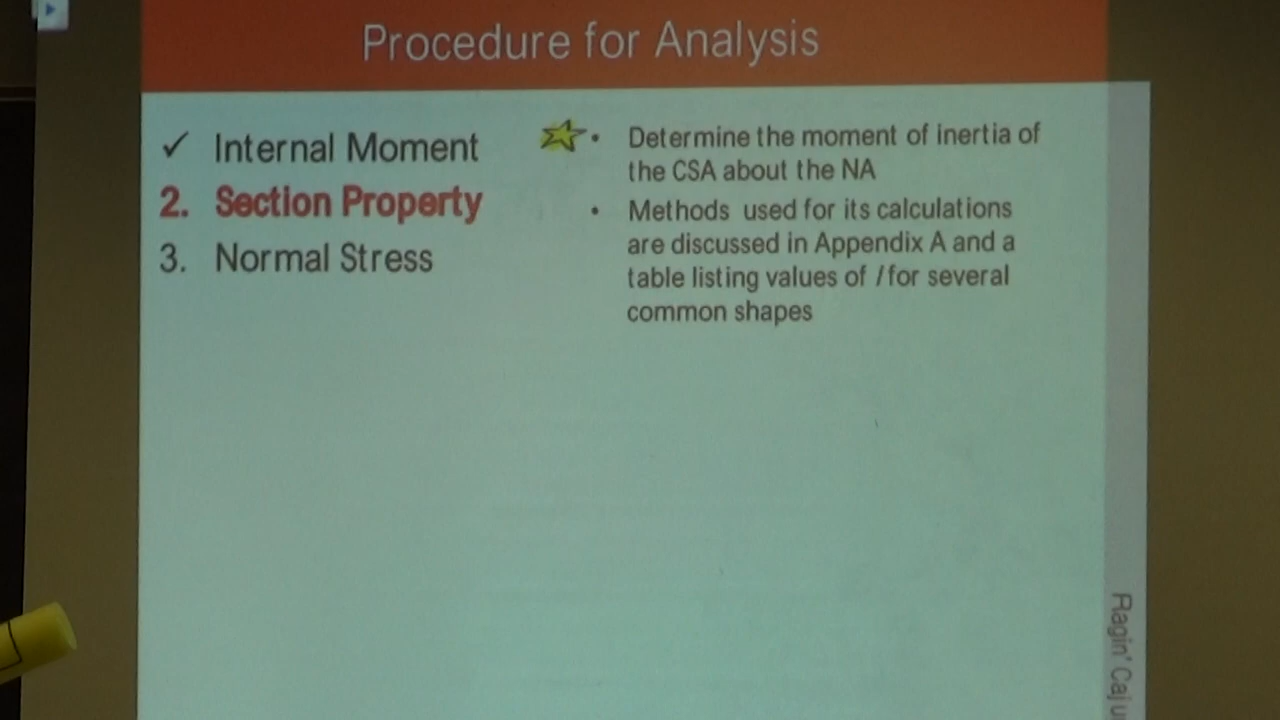 Procedure for Analysis
✓ Internal Moment
2. Section Property
3. Normal Stress
• Determine the moment of inertia of
the CSA about the NA
• Methods used for its calculations
are discussed in Appendix A and a
table listing values of I for several
common shapes
Ragin'